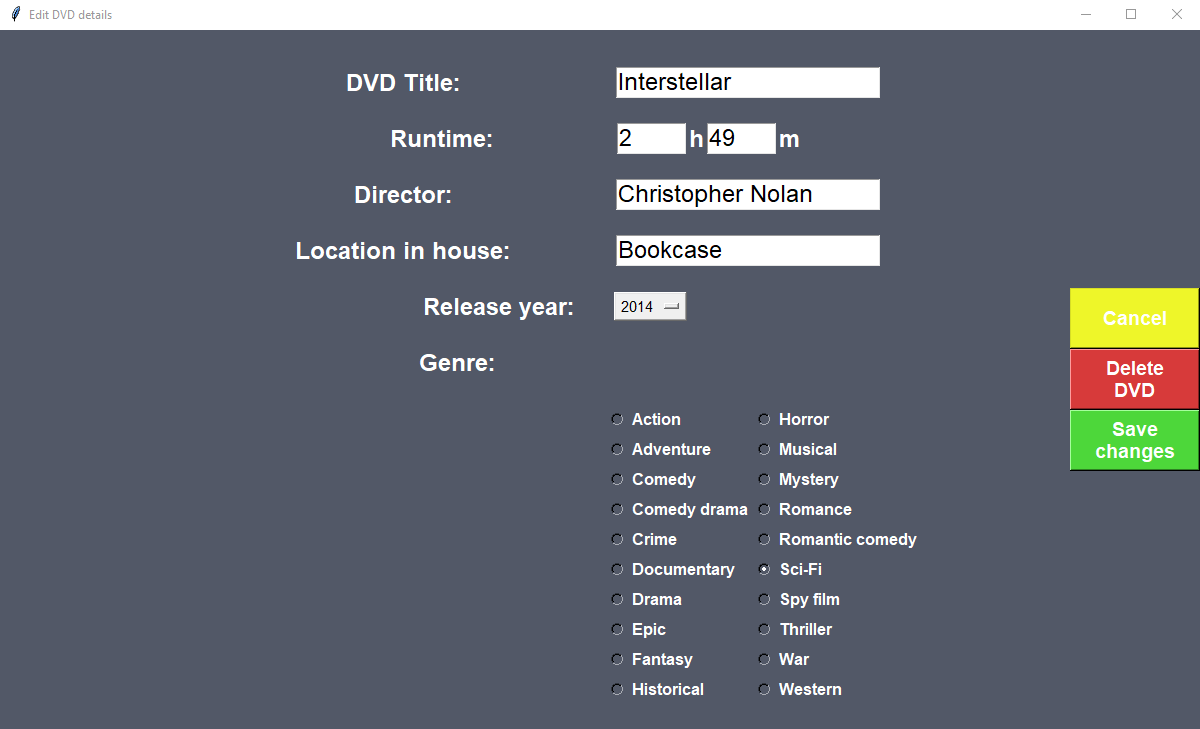 Edit DVD details
DVD Title: Interstellar
Runtime: 2 h 49 m
Director: Christopher Nolan
Location in house: Bookcase
Release year: 2014
Genre:
Cancel
Delete
DVD
Save
changes
Action Horror
Adventure Musical
Comedy Mystery
Comedy drama Romance
Crime Romantic comedy
Documentary Sci-Fi
Drama Spy film
Epic Thriller
Fantasy War
Historical Western